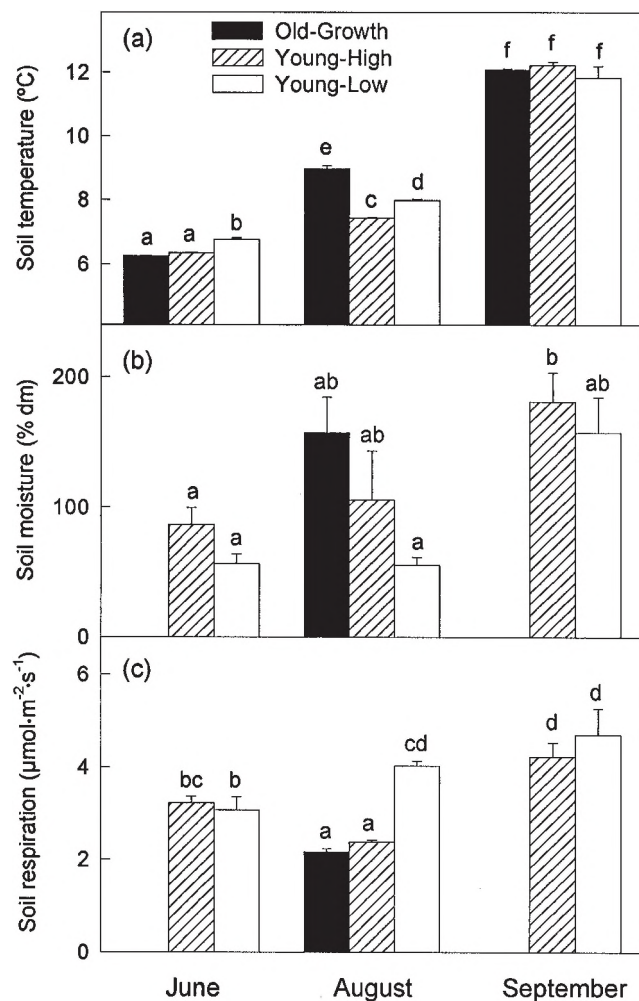 (a)
Old-Growth
Young-High
Young-Low
Soil temperature (ºC)
12
10
8
6
a a b
e c d
f f f
(b)
Soil moisture (% dm)
200
100
0
a a
ab ab a
b ab
(c)
Soil respiration (µmol·m⁻²·s⁻¹)
6
4
2
0
bc b
a a cd
d d
June August September